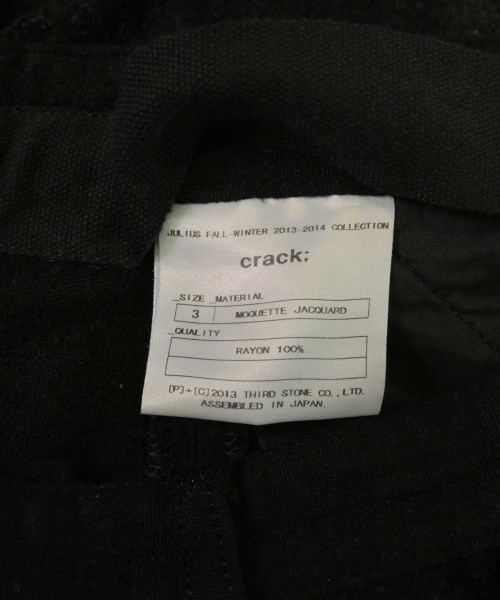 JULIUS FALL-WINTER 2013-2014 COLLECTION
crack:
_SIZE _MATERIAL
3 MOQUETTE JACQUARD
_QUALITY
RAYON 100%
[P]+[C]2013 THIRD STONE CO.,LTD.
ASSEMBLED IN JAPAN.